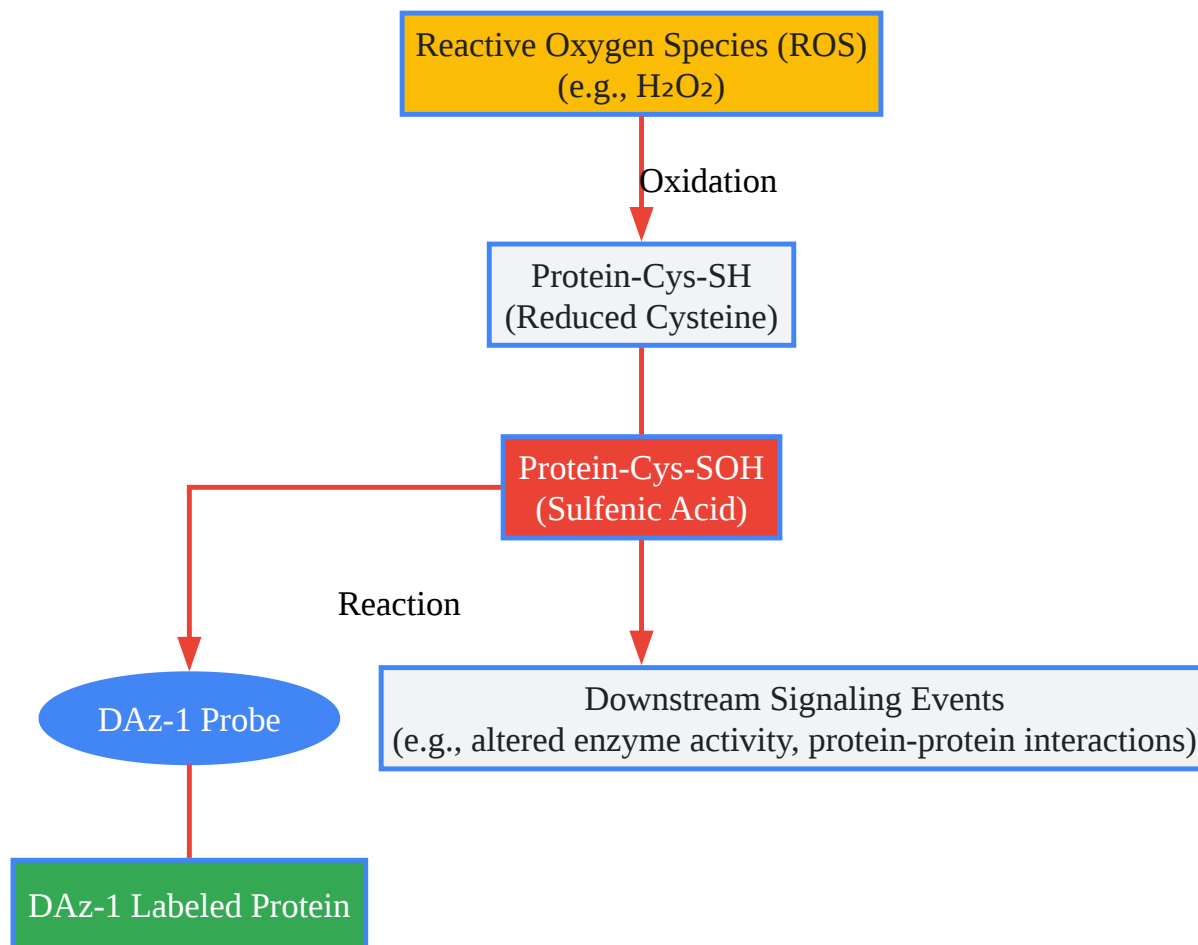 Reactive Oxygen Species (ROS)
(e.g., H₂O₂)
Oxidation
Protein-Cys-SH
(Reduced Cysteine)
Protein-Cys-SOH
(Sulfenic Acid)
Reaction
DAz-1 Probe
Downstream Signaling Events
(e.g., altered enzyme activity, protein-protein interactions)
DAz-1 Labeled Protein